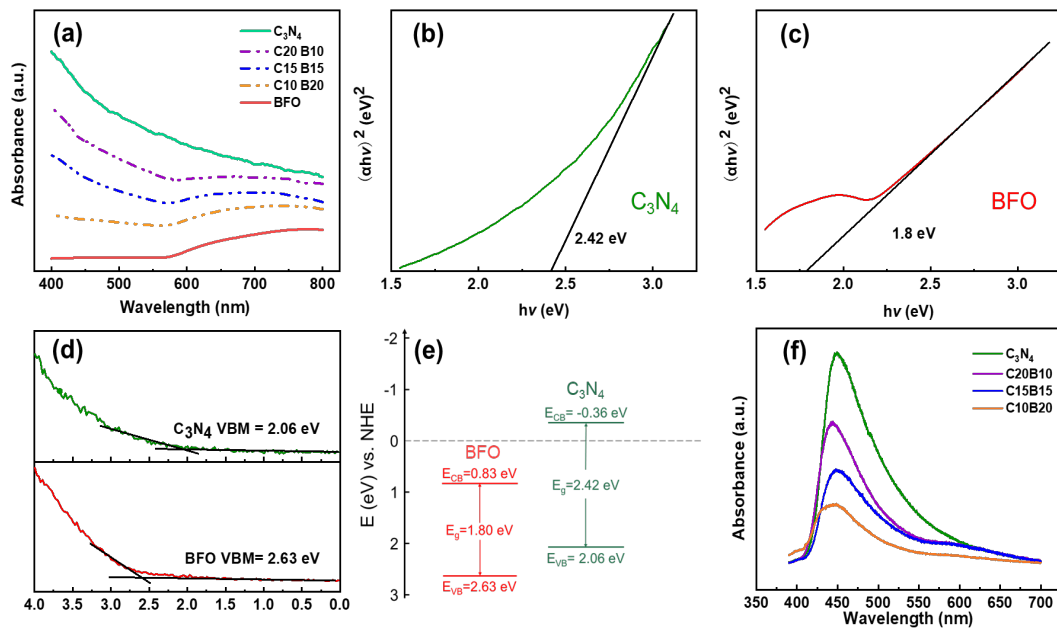 (a)
C₃N₄
C20 B10
C15 B15
C10 B20
BFO
Absorbance (a.u.)
400 500 600 700 800
Wavelength (nm)
(b)
(αhν) ² (eV)²
C₃N₄
2.42 eV
1.5 2.0 2.5 3.0
hν (eV)
(c)
(αhν) ² (eV)²
BFO
1.8 eV
1.5 2.0 2.5 3.0
hν (eV)
(d)
C₃N₄ VBM = 2.06 eV
BFO VBM= 2.63 eV
4.0 3.5 3.0 2.5 2.0 1.5 1.0 0.5 0.0
(e)
E (eV) vs. NHE
-2
-1
0
1
2
3
C₃N₄
E_CB= -0.36 eV
BFO
E_CB=0.83 eV
E_g=2.42 eV
E_g=1.80 eV
E_VB= 2.06 eV
E_VB=2.63 eV
(f)
C₃N₄
C20B10
C15B15
C10B20
Absorbance (a.u.)
350 400 450 500 550 600 650 700
Wavelength (nm)